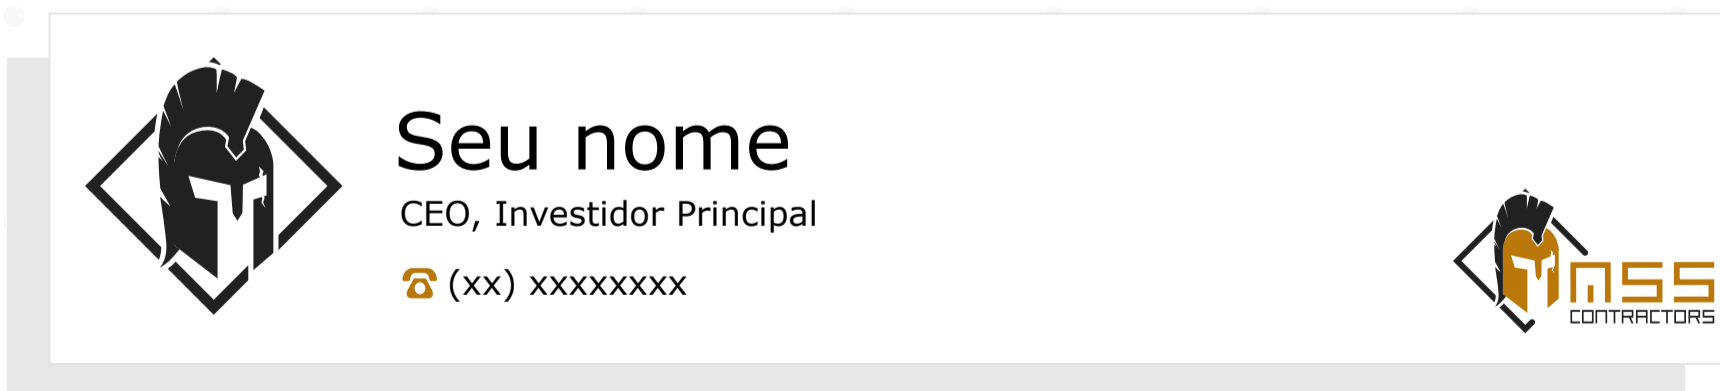 Seu nome
CEO, Investidor Principal
(xx) xxxxxxxx
MSS
CONTRACTORS